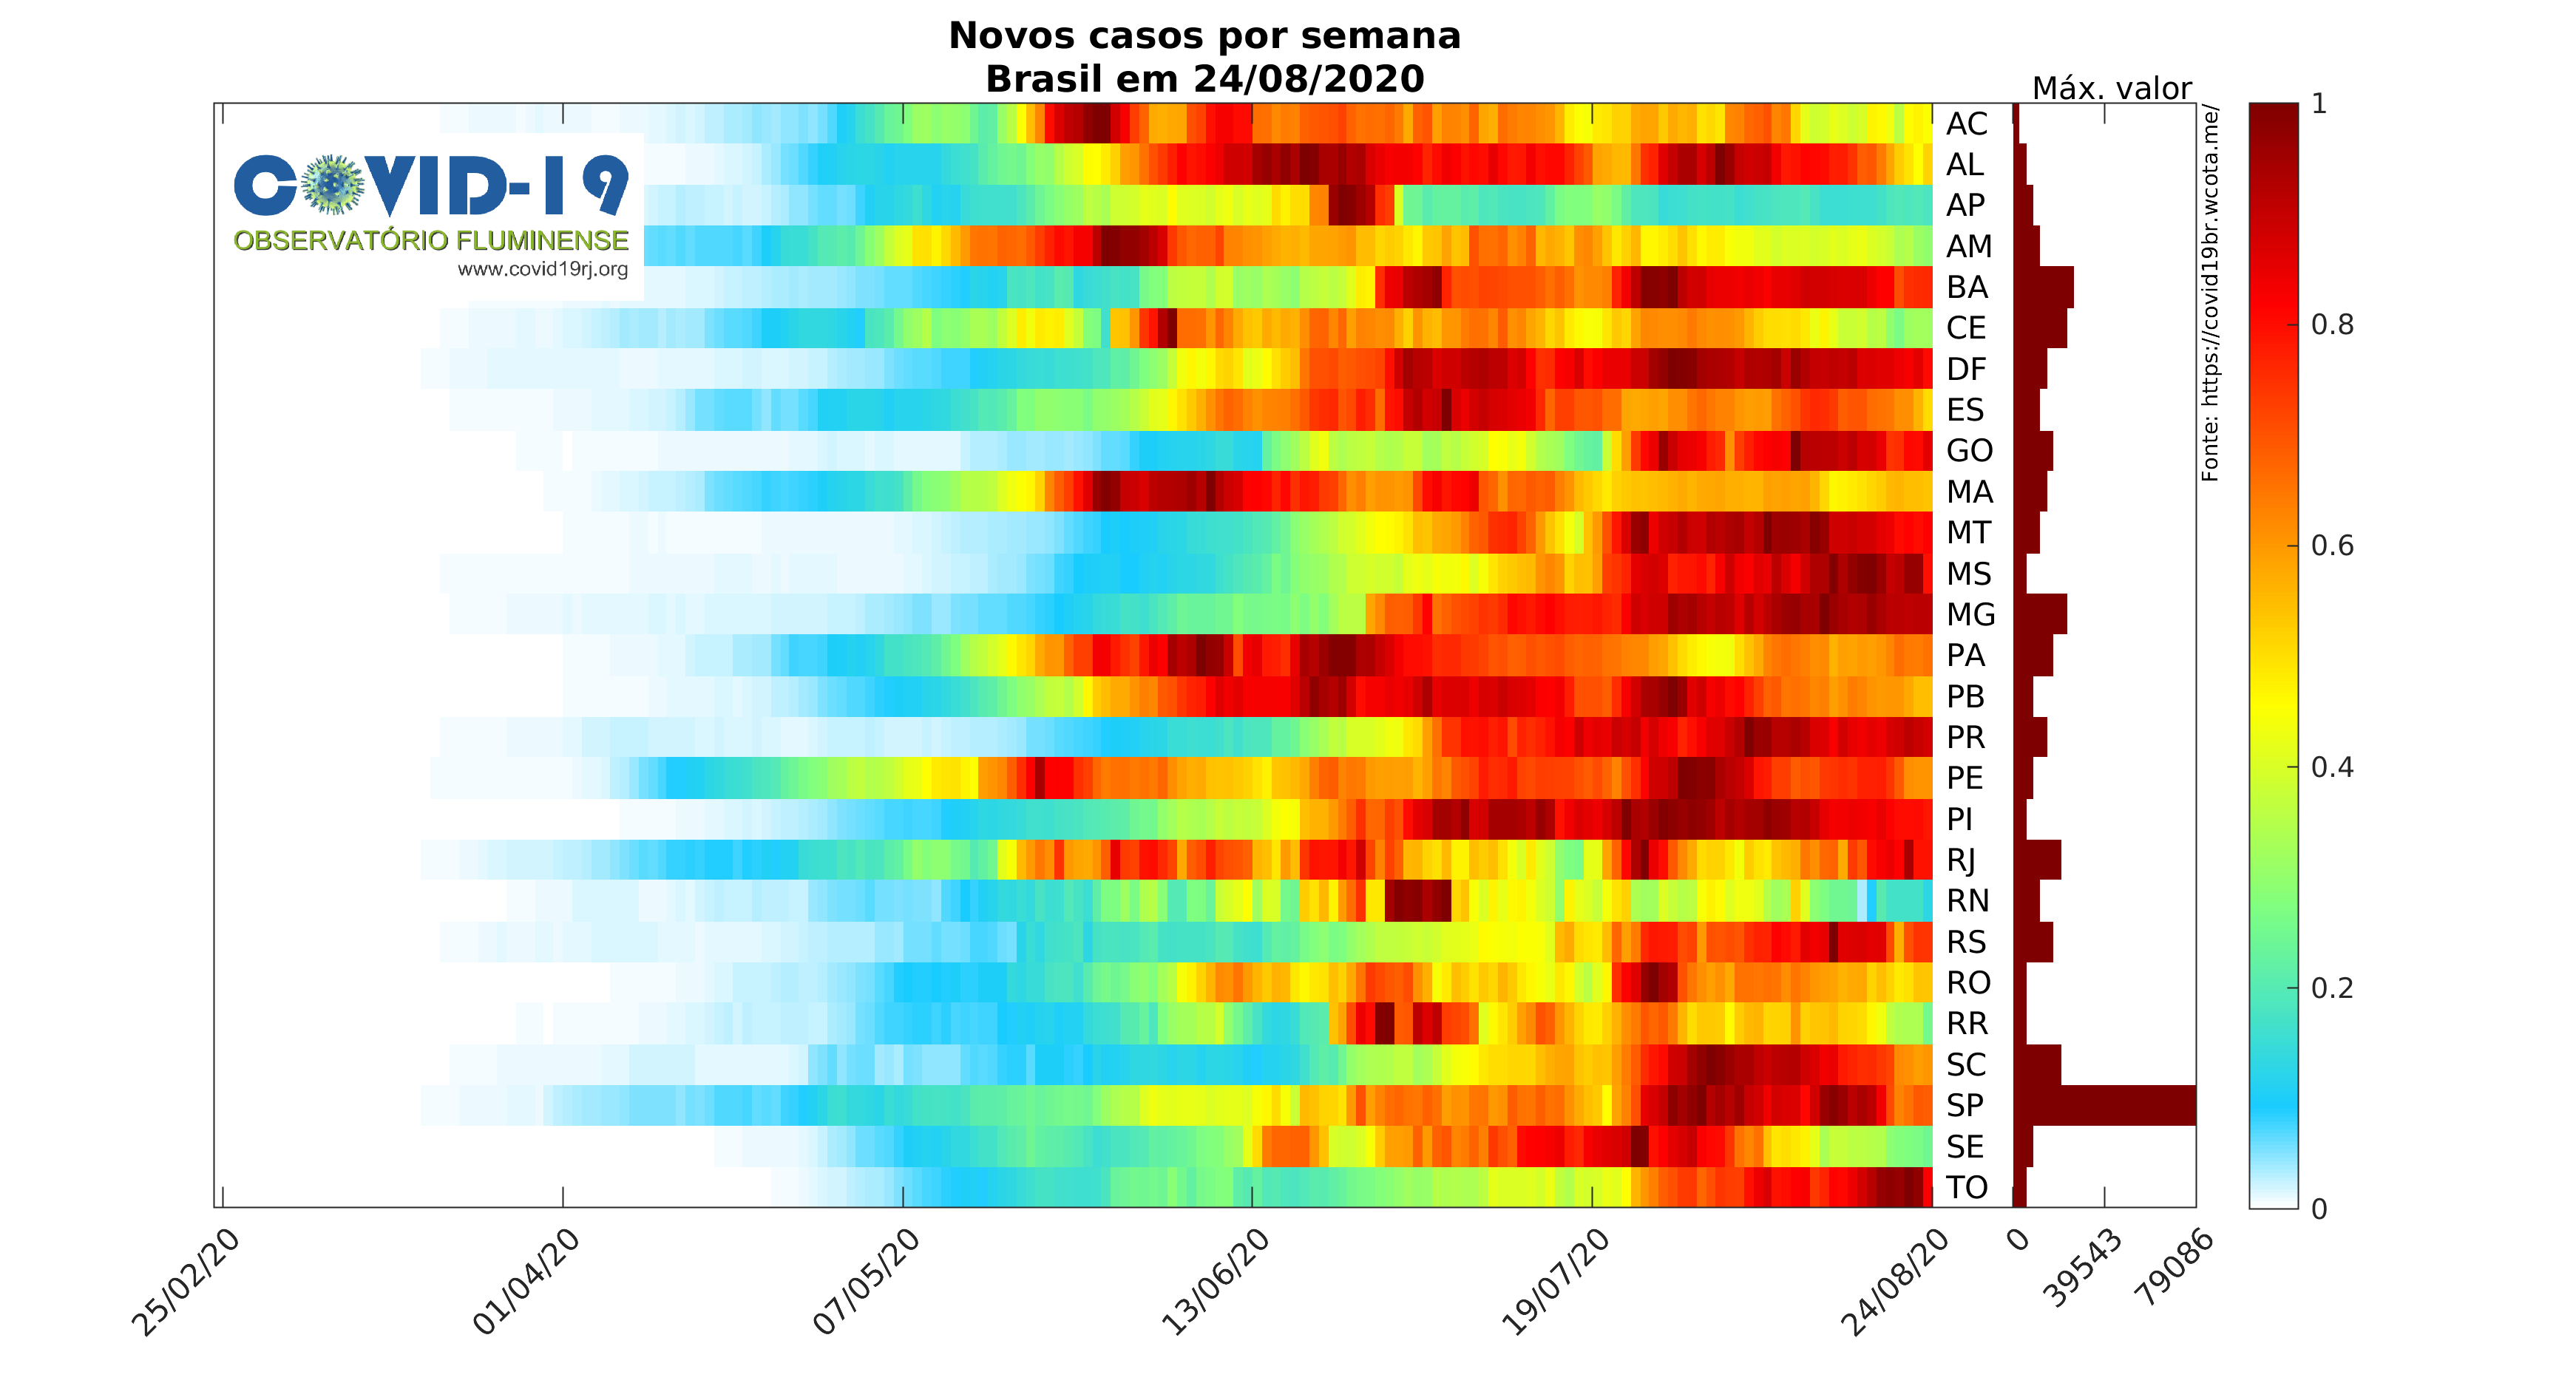 Novos casos por semana
Brasil em 24/08/2020
Máx. valor
COVID-19
OBSERVATÓRIO FLUMINENSE
www.covid19rj.org
AC
AL
AP
AM
BA
CE
DF
ES
GO
MA
MT
MS
MG
PA
PB
PR
PE
PI
RJ
RN
RS
RO
RR
SC
SP
SE
TO
Fonte: https://covid19br.wcota.me/
1
0.8
0.6
0.4
0.2
0
25/02/20
01/04/20
07/05/20
13/06/20
19/07/20
24/08/20
0
39543
79086